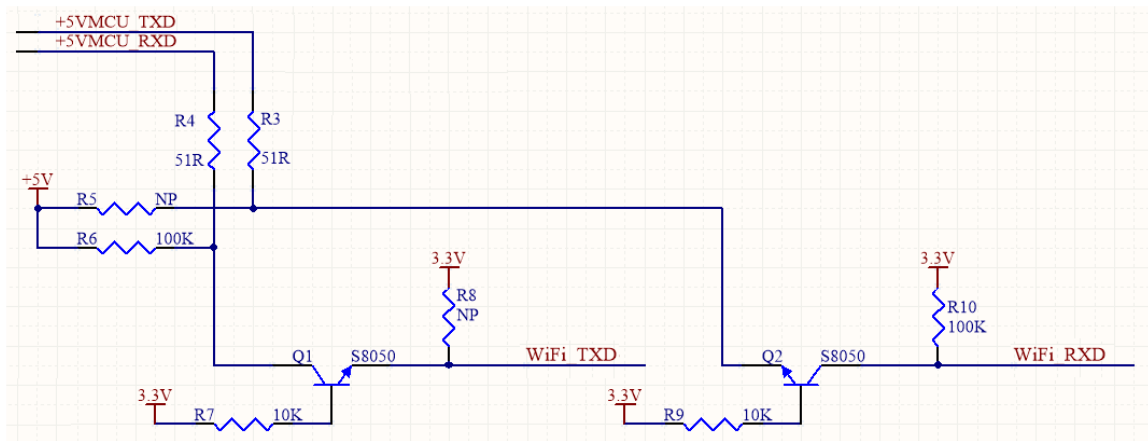 +5VMCU_TXD
+5VMCU_RXD
R4
R3
51R
51R
+5V
R5
NP
R6
100K
3.3V
R8
NP
3.3V
R10
100K
Q1
S8050
WiFi_TXD
Q2
S8050
WiFi_RXD
3.3V
R7
10K
3.3V
R9
10K